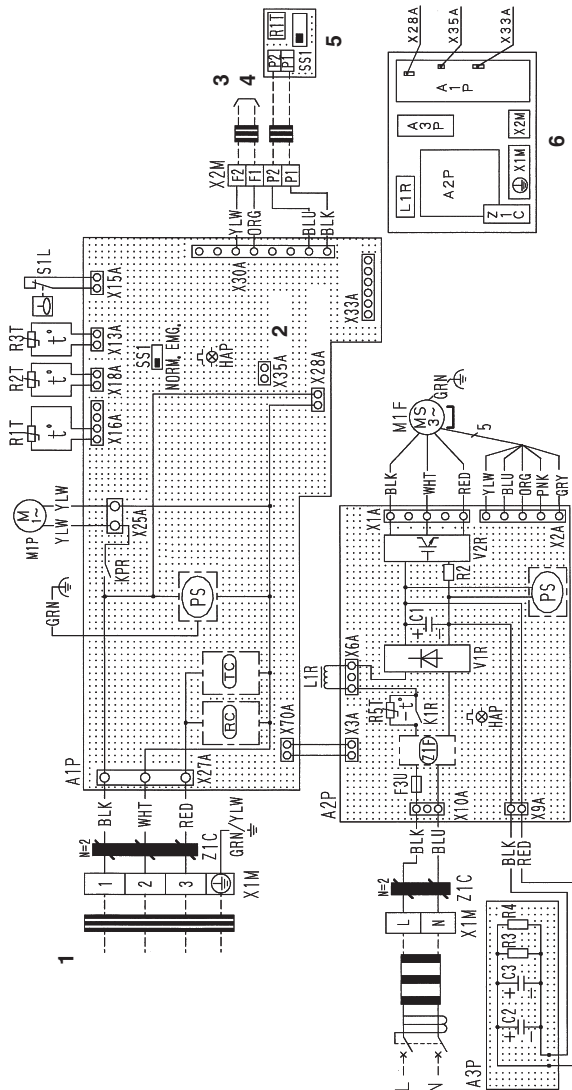 1
X1M
1
2
3
N=2
Z1C
BLK
WHT
RED
GRN/YLW
A1P
X27A
RC
TC
X70A
GRN
PS
KPR
M1P
M
1~
YLW
YLW
X25A
R1T
t°
X16A
R2T
t°
X18A
R3T
t°
X13A
S1L
X15A
SS1
NORM. EMG.
HAP
2
X35A
X28A
X30A
X33A
YLW
ORG
BLU
BLK
X2M
F2
F1
P2
P1
3
4
R1T
P2
P1
SS1
5
X28A
X35A
X33A
A1P
A3P
X2M
L1R
A2P
X1M
Z1C
6
L
N
L
N
X1M
N=2
Z1C
BLK
BLU
A2P
X10A
F3U
Z1F
X3A
R5T
t°
K1R
X6A
L1R
HAP
V1R
+
C1
−
R2
V2R
PS
X1A
BLK
WHT
RED
M1F
MS
3~
GRN
5
YLW
BLU
ORG
PNK
GRY
X2A
BLK
RED
X9A
A3P
+
C2
−
+
C3
−
R3
R4